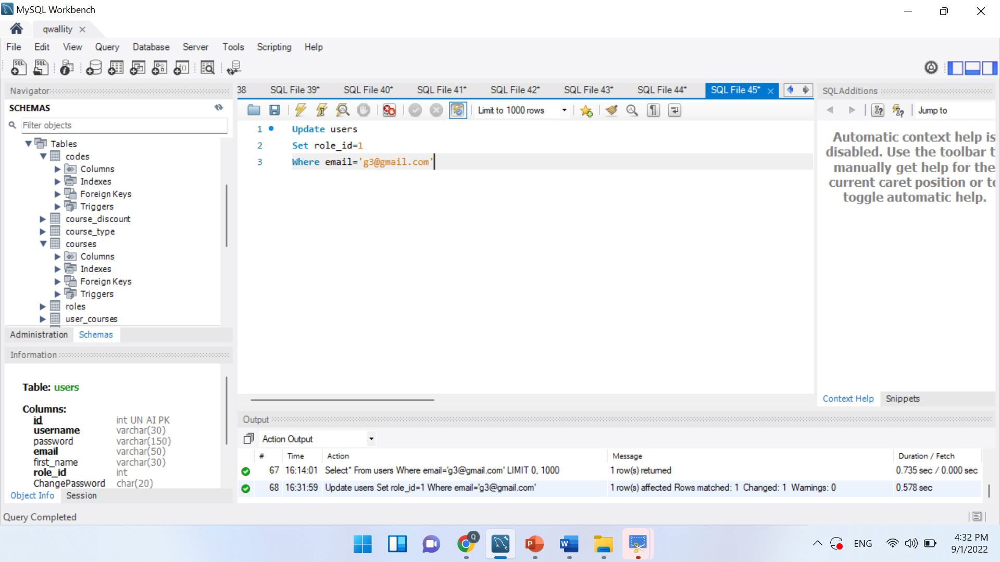 MySQL Workbench
qwallity
File Edit View Query Database Server Tools Scripting Help
Navigator
SCHEMAS
Filter objects
Tables
codes
Columns
Indexes
Foreign Keys
Triggers
course_discount
course_type
courses
Columns
Indexes
Foreign Keys
Triggers
roles
user_courses
Administration Schemas
Information
Table: users
Columns:
id int UN AI PK
username varchar(30)
password varchar(150)
email varchar(50)
first_name varchar(30)
role_id int
ChangePassword char(20)
Object Info Session
Query Completed
38 SQL File 39* SQL File 40* SQL File 41* SQL File 42* SQL File 43* SQL File 44* SQL File 45*
Limit to 1000 rows
1 Update users
2 Set role_id=1
3 Where email='g3@gmail.com'
SQLAdditions
Jump to
Automatic context help is
disabled. Use the toolbar t
manually get help for the
current caret position or to
toggle automatic help.
Context Help Snippets
Output
Action Output
# Time Action Message Duration / Fetch
67 16:14:01 Select* From users Where email='g3@gmail.com' LIMIT 0, 1000 1 row(s) returned 0.735 sec / 0.000 sec
68 16:31:59 Update users Set role_id=1 Where email='g3@gmail.com' 1 row(s) affected Rows matched: 1 Changed: 1 Warnings: 0 0.578 sec
ENG
4:32 PM
9/1/2022